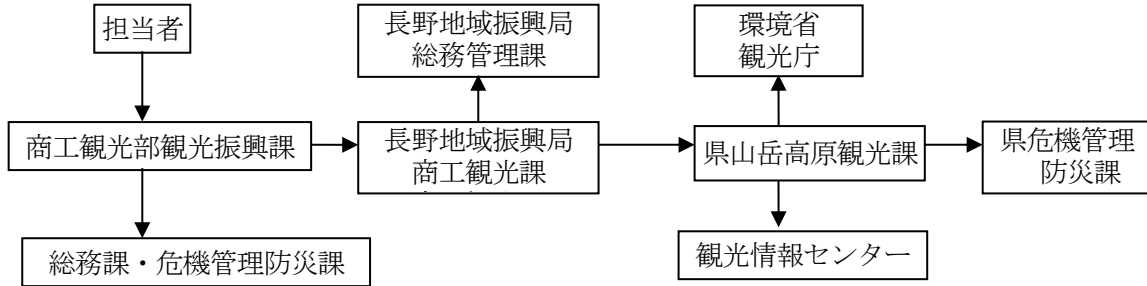 担当者
長野地域振興局
総務管理課
環境省
観光庁
商工観光部観光振興課
長野地域振興局
商工観光課
県山岳高原観光課
県危機管理
防災課
総務課・危機管理防災課
観光情報センター